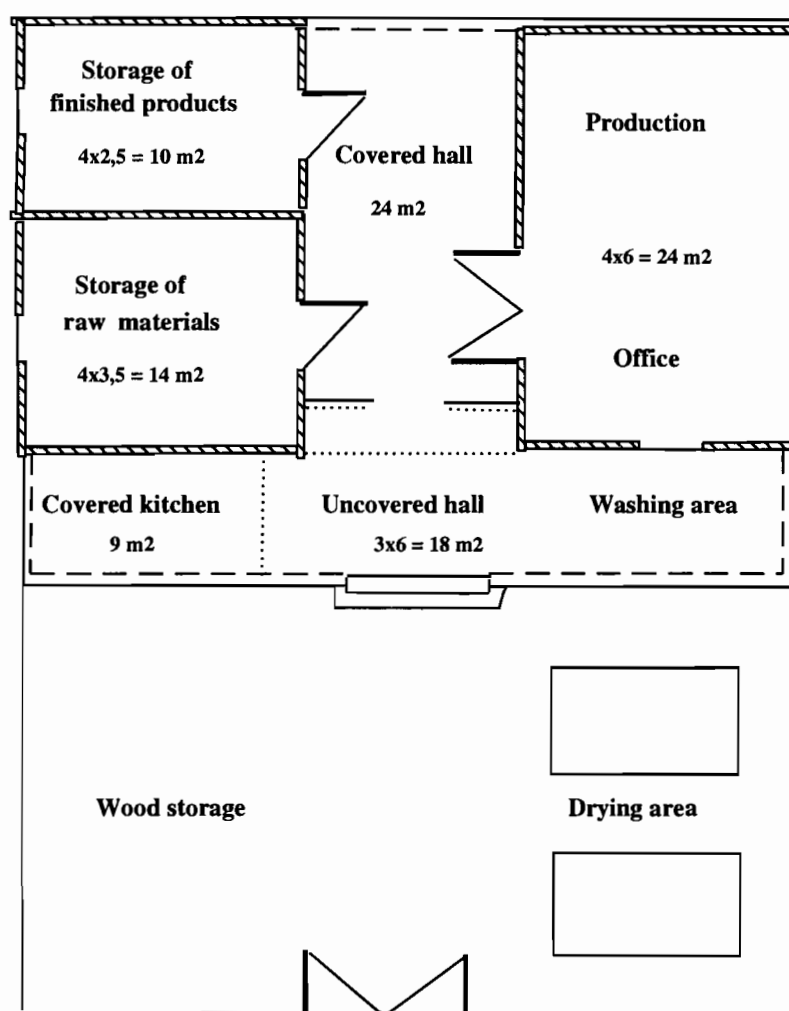 Storage of
finished products
4x2,5 = 10 m2
Covered hall
24 m2
Production
4x6 = 24 m2
Office
Storage of
raw materials
4x3,5 = 14 m2
Covered kitchen
9 m2
Uncovered hall
3x6 = 18 m2
Washing area
Wood storage
Drying area